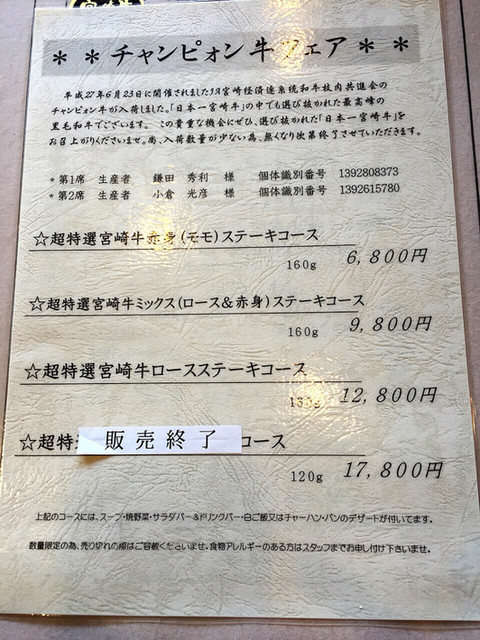 ＊ ＊ チャンピオン牛フェア ＊ ＊
平成27年6月23に開催されましたJA宮崎経済連系統和牛枝肉共進会の
チャンピオン牛が入荷しました。「日本一宮崎牛」の中でも選び抜かれた最高峰の
黒毛和牛でございます。 この貴重な機会にぜひ、選びぬかれた「日本一宮崎牛」を
お召上がりくださいませ。尚、入荷数量が少ない為、無くなり次第終了させていただきます。
＊第1席 生産者 鎌田 秀利 様 個体識別番号 1392808373
＊第2席 生産者 小倉 光彦 様 個体識別番号 1392615780
☆超特選宮崎牛赤身(モモ)ステーキコース
160g 6,800円
☆超特選宮崎牛ミックス(ロース&赤身)ステーキコース
160g 9,800円
☆超特選宮崎牛ロースステーキコース
130g 12,800円
☆超特 販売終了 コース
120g 17,800円
上記のコースには、スープ・焼野菜・サラダバー&ドリンクバー・白ご飯又はチャーハン・パンのデザートが付いてます。
数量限定の為、売り切れの際はご容赦くださいませ。食物アレルギーのある方はスタッフまでお申し付け下さいませ。